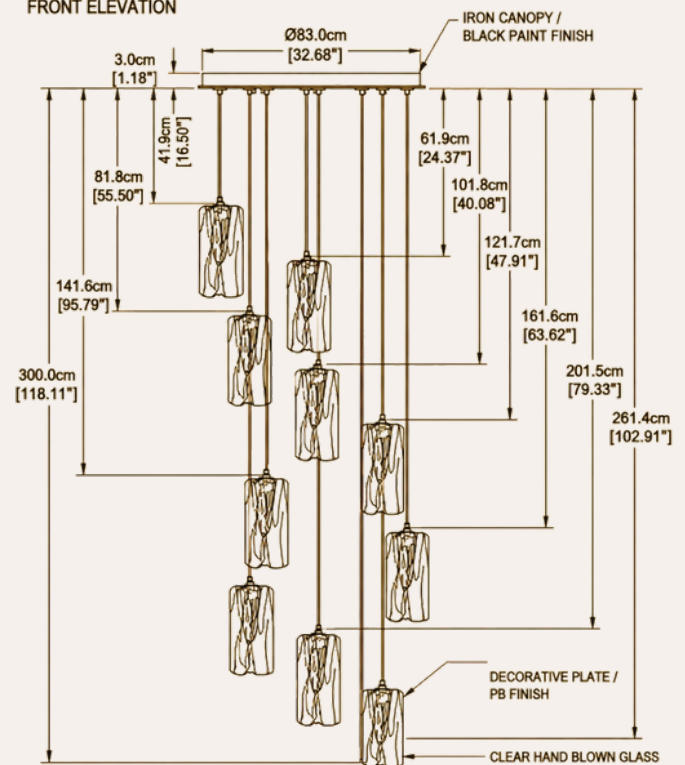 FRONT ELEVATION
IRON CANOPY /
BLACK PAINT FINISH
Ø83.0cm
[32.68"]
3.0cm
[1.18"]
41.9cm
[16.50"]
81.8cm
[55.50"]
141.6cm
[95.79"]
300.0cm
[118.11"]
61.9cm
[24.37"]
101.8cm
[40.08"]
121.7cm
[47.91"]
161.6cm
[63.62"]
201.5cm
[79.33"]
261.4cm
[102.91"]
DECORATIVE PLATE /
PB FINISH
CLEAR HAND BLOWN GLASS